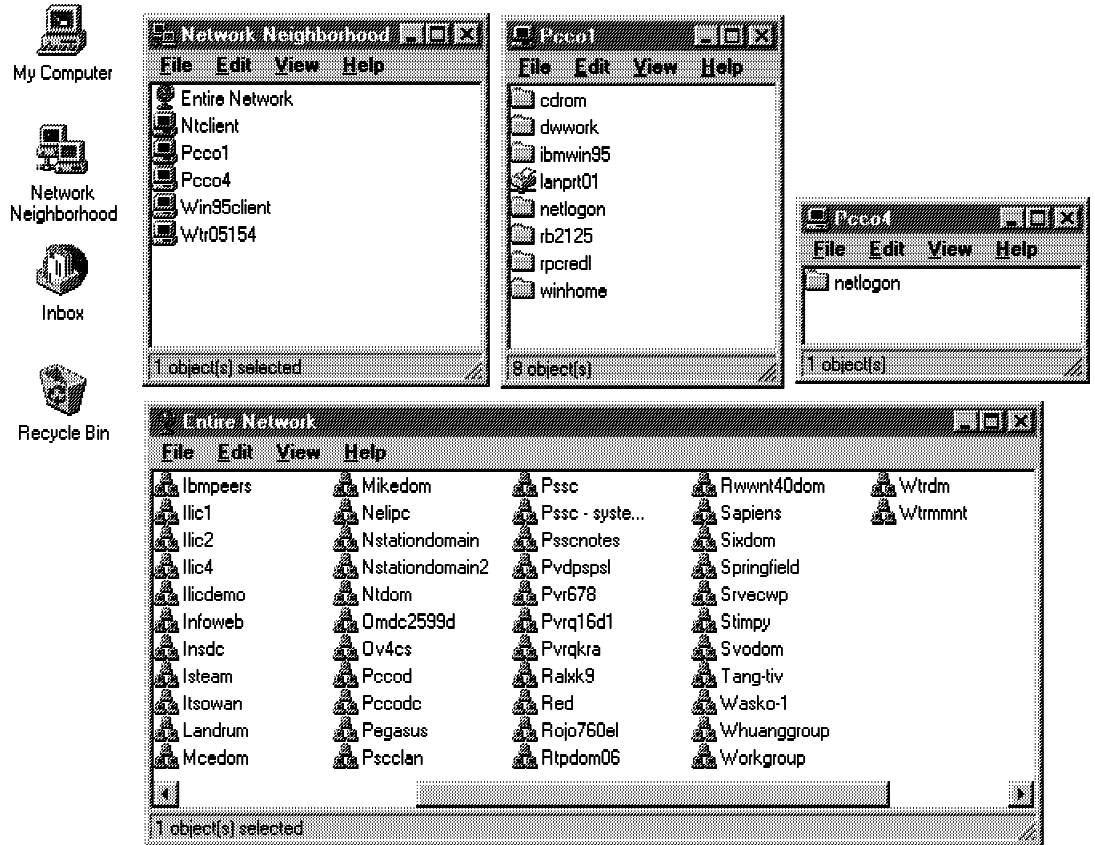 My Computer
Network
Neighborhood
Inbox
Recycle Bin
Network Neighborhood
File Edit View Help
Entire Network
Ntclient
Pcco1
Pcco4
Win95client
Wtr05154
1 object(s) selected
Pcco1
File Edit View Help
cdrom
dwwork
ibmwin95
lanprt01
netlogon
rb2125
rpcredl
winhome
8 object(s)
Pcco4
File Edit View Help
netlogon
1 object(s)
Entire Network
File Edit View Help
Ibmpeers
Ilic1
Ilic2
Ilic4
Ilicdemo
Infoweb
Insdc
Isteam
Itsowan
Landrum
Mcedom
Mikedom
Nelipc
Nstationdomain
Nstationdomain2
Ntdom
Omdc2599d
Ov4cs
Pccod
Pccodc
Pegasus
Pscclan
Pssc
Pssc - syste...
Psscnotes
Pvdpspsl
Pvr678
Pvrq16d1
Pvrqkra
Ralxk9
Red
Rojo760el
Rtpdom06
Rwwnt40dom
Sapiens
Sixdom
Springfield
Srvecwp
Stimpy
Svodom
Tang-tiv
Wasko-1
Whuanggroup
Workgroup
Wtrdm
Wtrmmnt
1 object(s) selected